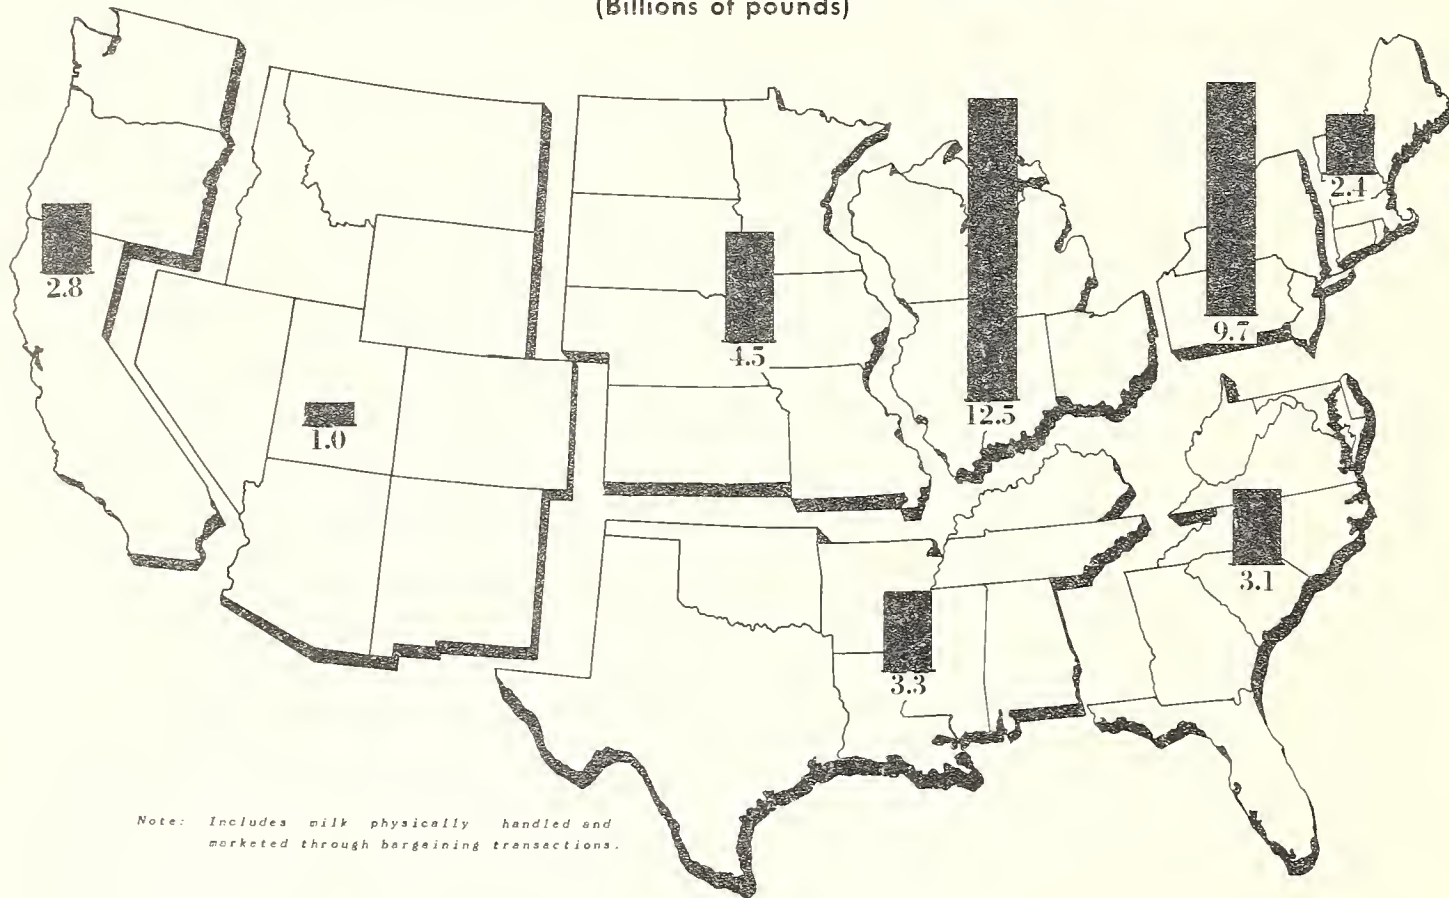 (Billions of pounds)
2.4
2.8
9.7
4.5
12.5
1.0
3.1
3.3
Note: Includes milk physically handled and
marketed through bargaining transactions.